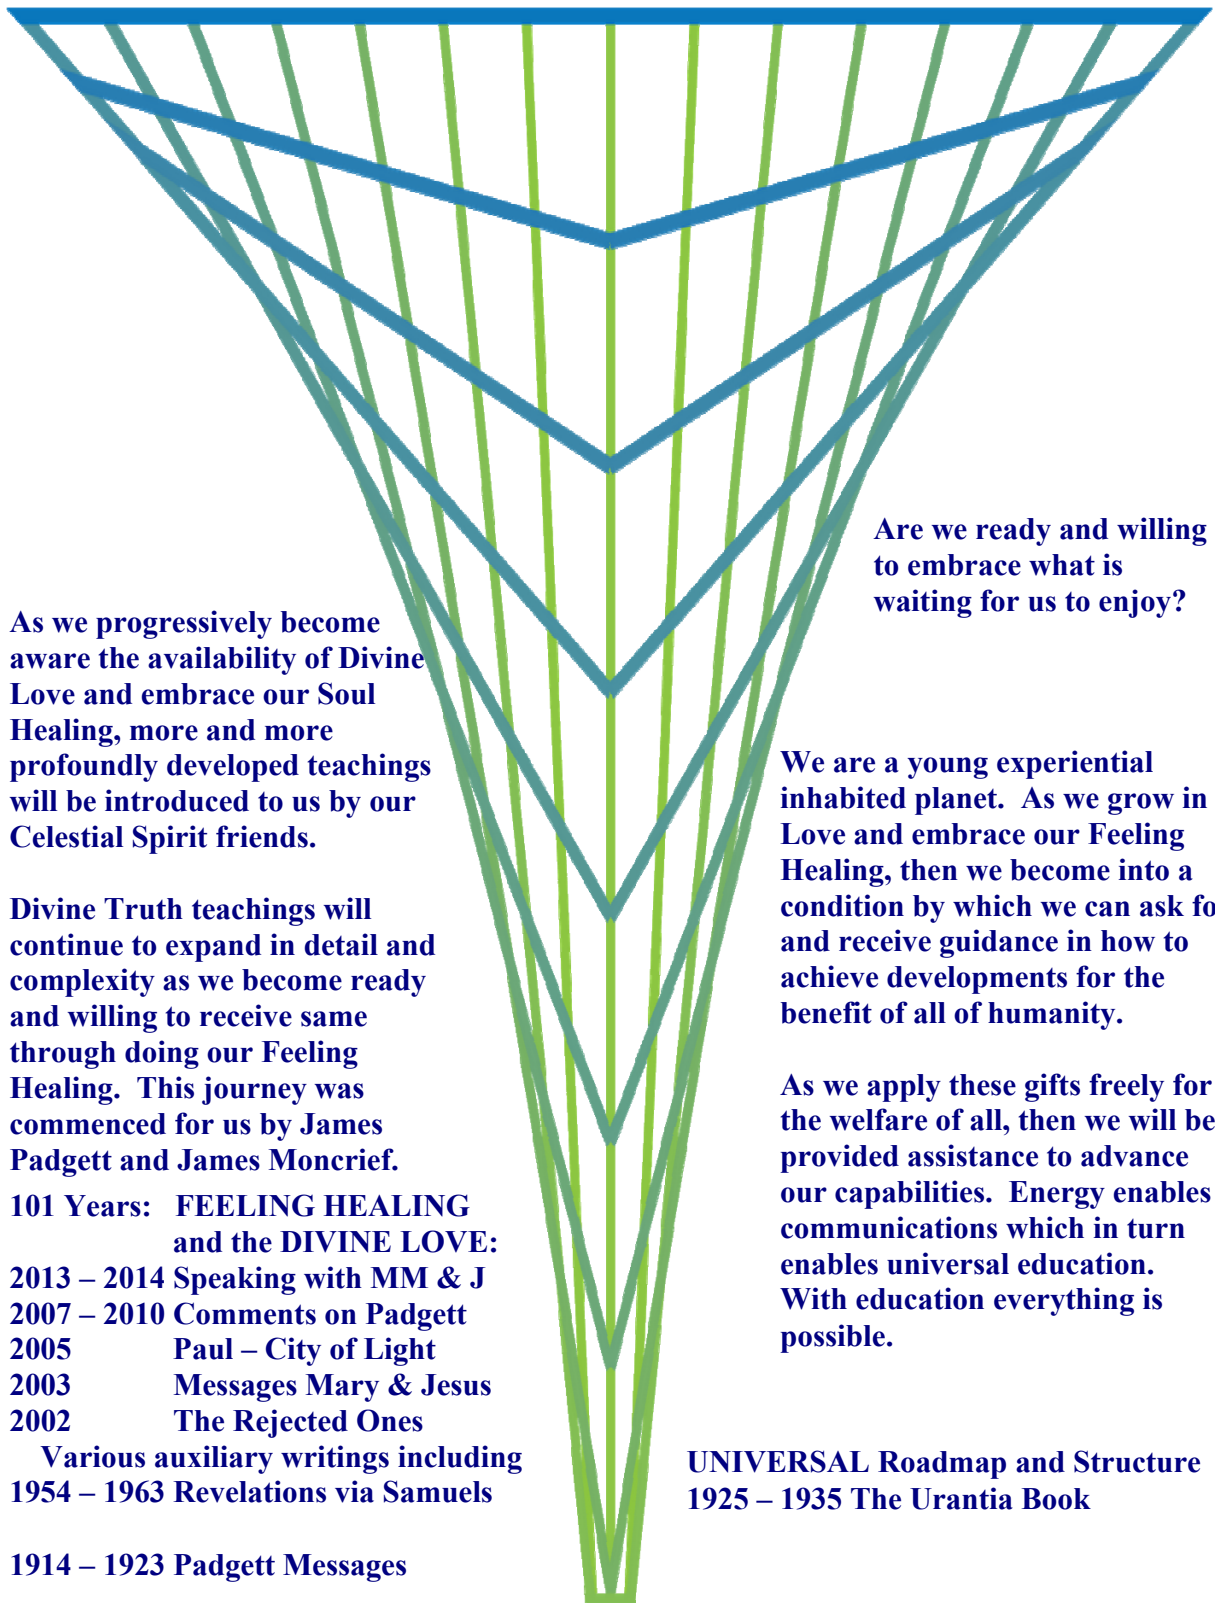 Are we ready and willing
to embrace what is
waiting for us to enjoy?
As we progressively become
aware the availability of Divine
Love and embrace our Soul
Healing, more and more
profoundly developed teachings
will be introduced to us by our
Celestial Spirit friends.
Divine Truth teachings will
continue to expand in detail and
complexity as we become ready
and willing to receive same
through doing our Feeling
Healing.  This journey was
commenced for us by James
Padgett and James Moncrief.
101 Years:   FEELING HEALING
and the DIVINE LOVE:
2013 – 2014 Speaking with MM & J
2007 – 2010 Comments on Padgett
2005 Paul – City of Light
2003 Messages Mary & Jesus
2002 The Rejected Ones
Various auxiliary writings including
1954 – 1963 Revelations via Samuels
1914 – 1923 Padgett Messages
We are a young experiential
inhabited planet.  As we grow in
Love and embrace our Feeling
Healing, then we become into a
condition by which we can ask fo
and receive guidance in how to
achieve developments for the
benefit of all of humanity.
As we apply these gifts freely for
the welfare of all, then we will be
provided assistance to advance
our capabilities.  Energy enables
communications which in turn
enables universal education.
With education everything is
possible.
UNIVERSAL Roadmap and Structure
1925 – 1935 The Urantia Book